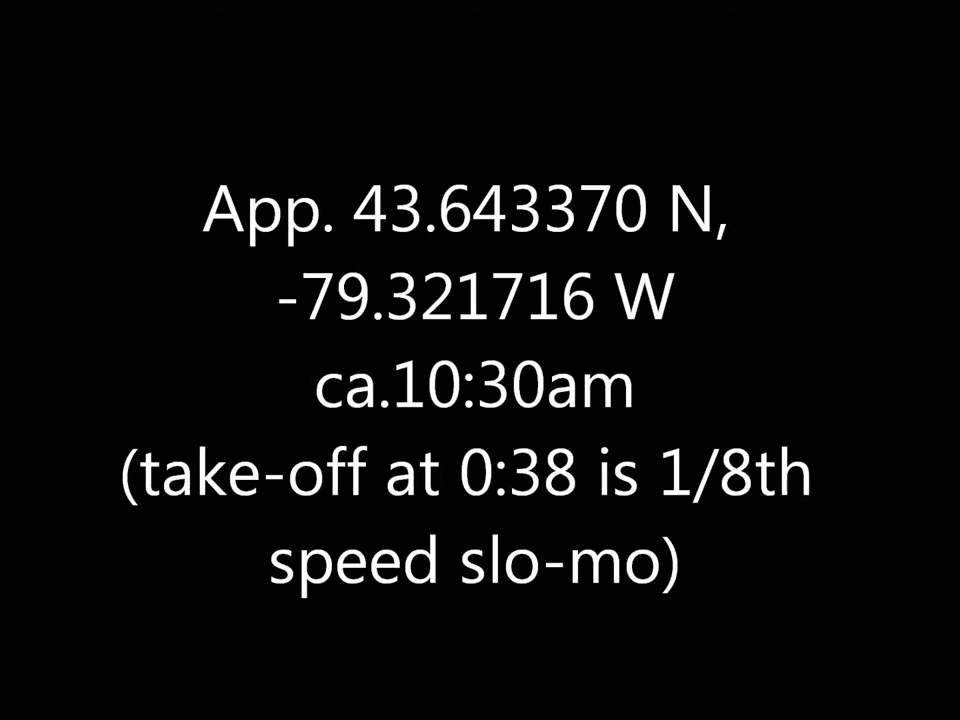 App. 43.643370 N,
-79.321716 W
ca.10:30am
(take-off at 0:38 is 1/8th
speed slo-mo)